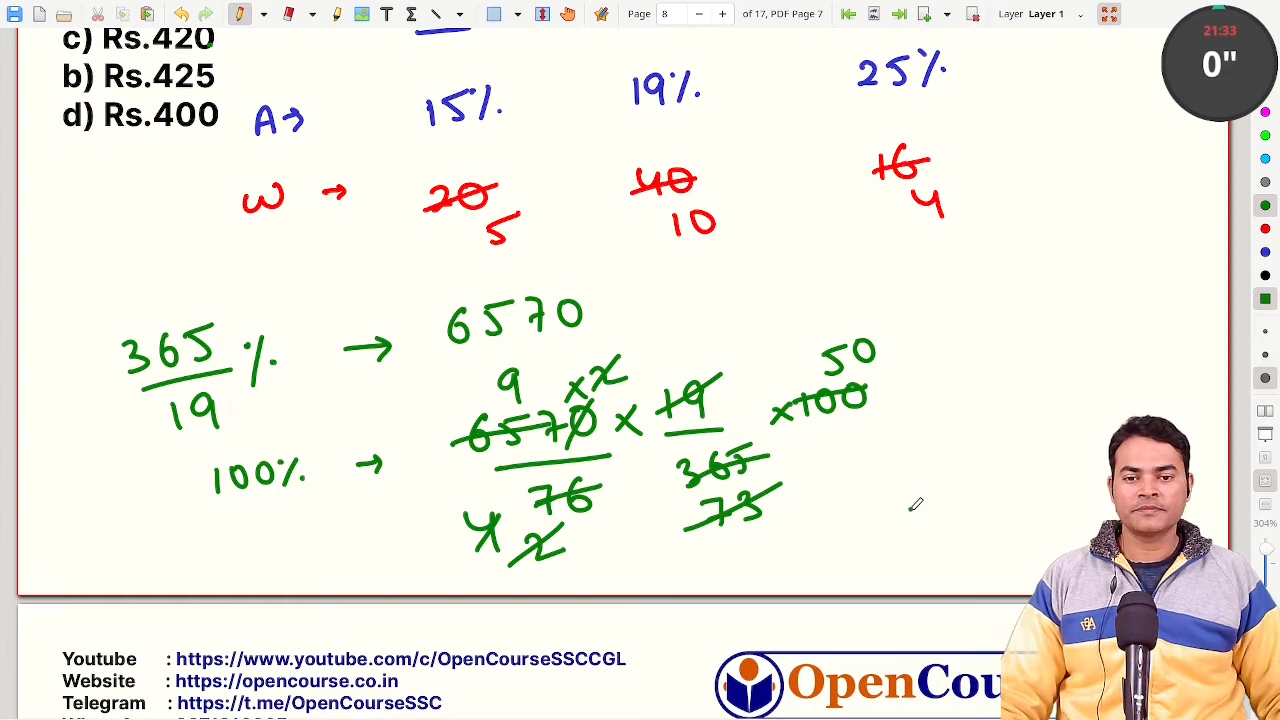 Page 8 of 17 PDF Page 7 Layer Layer 1
21:33
0"
c) Rs.420
b) Rs.425
d) Rs.400
A → 15% 19% 25%
W → 20 40 16
5 10 4
365/19 % → 6570
9 ×2 50
100% → 6570/76 × 19/365 ×100
4 2 73
304%
Youtube : https://www.youtube.com/c/OpenCourseSSCCGL
Website : https://opencourse.co.in
Telegram : https://t.me/OpenCourseSSC
OpenCou